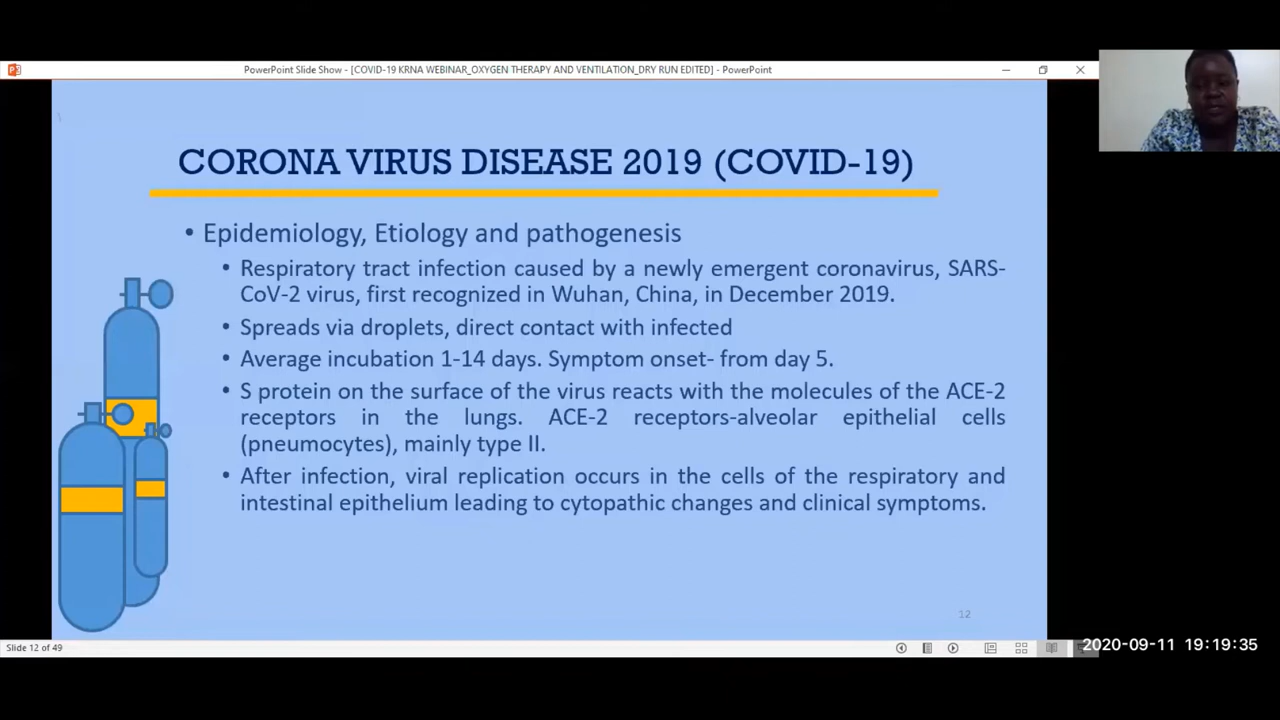 PowerPoint Slide Show - [COVID-19 KRNA WEBINAR_OXYGEN THERAPY AND VENTILATION_DRY RUN EDITED] - PowerPoint
CORONA VIRUS DISEASE 2019 (COVID-19)
• Epidemiology, Etiology and pathogenesis
• Respiratory tract infection caused by a newly emergent coronavirus, SARS-
CoV-2 virus, first recognized in Wuhan, China, in December 2019.
• Spreads via droplets, direct contact with infected
• Average incubation 1-14 days. Symptom onset- from day 5.
• S protein on the surface of the virus reacts with the molecules of the ACE-2
receptors in the lungs. ACE-2 receptors-alveolar epithelial cells
(pneumocytes), mainly type II.
• After infection, viral replication occurs in the cells of the respiratory and
intestinal epithelium leading to cytopathic changes and clinical symptoms.
12
Slide 12 of 49
2020-09-11 19:19:35